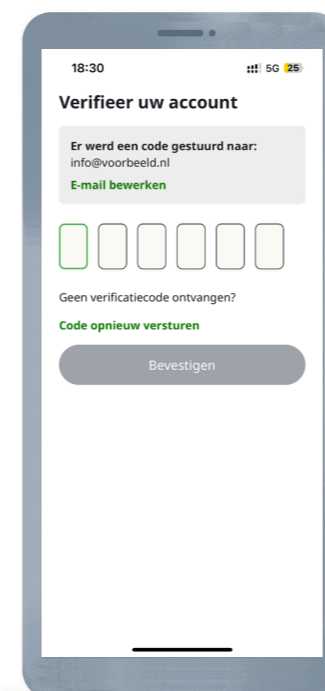 18:30
5G 25
Verifieer uw account
Er werd een code gestuurd naar:
info@voorbeeld.nl
E-mail bewerken
Geen verificatiecode ontvangen?
Code opnieuw versturen
Bevestigen